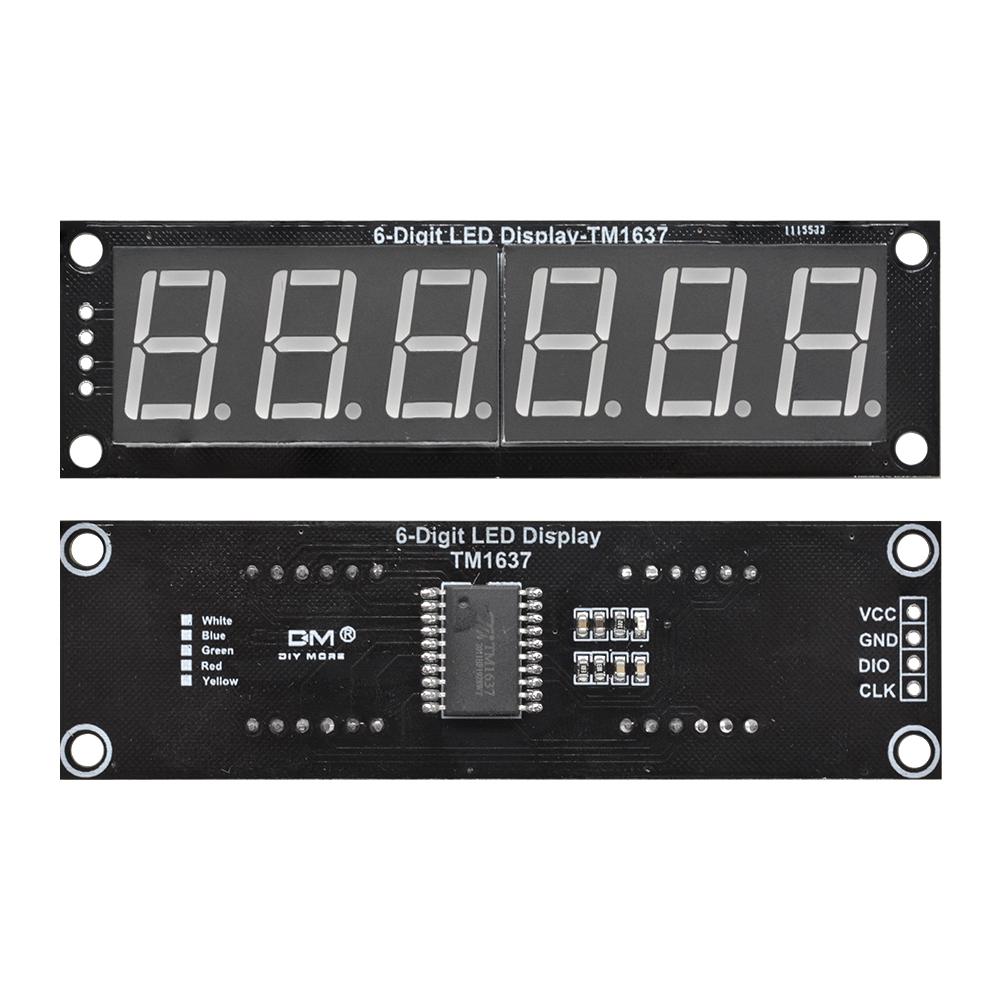 6-Digit LED Display-TM1637
1115533
6-Digit LED Display
TM1637
White
Blue
Green
Red
Yellow
DM®
DIY MORE
TM1637
VCC
GND
DIO
CLK